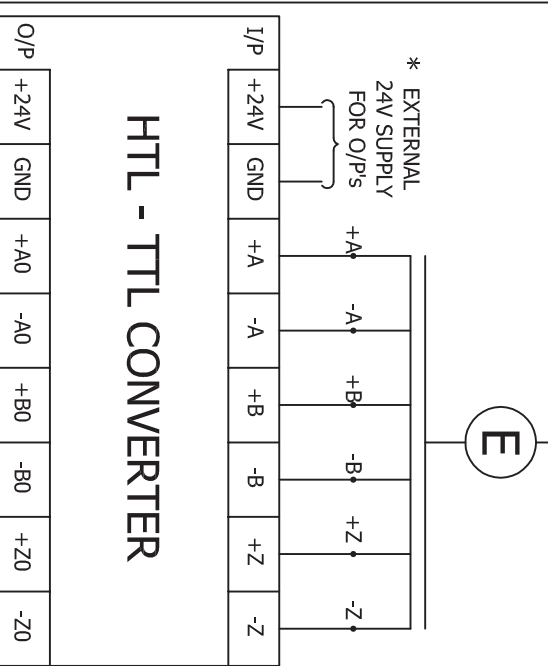 E
* EXTERNAL
24V SUPPLY
FOR O/P's
+A -A +B -B +Z -Z
I/P +24V GND +A -A +B -B +Z -Z
HTL - TTL CONVERTER
O/P +24V GND +A0 -A0 +B0 -B0 +Z0 -Z0